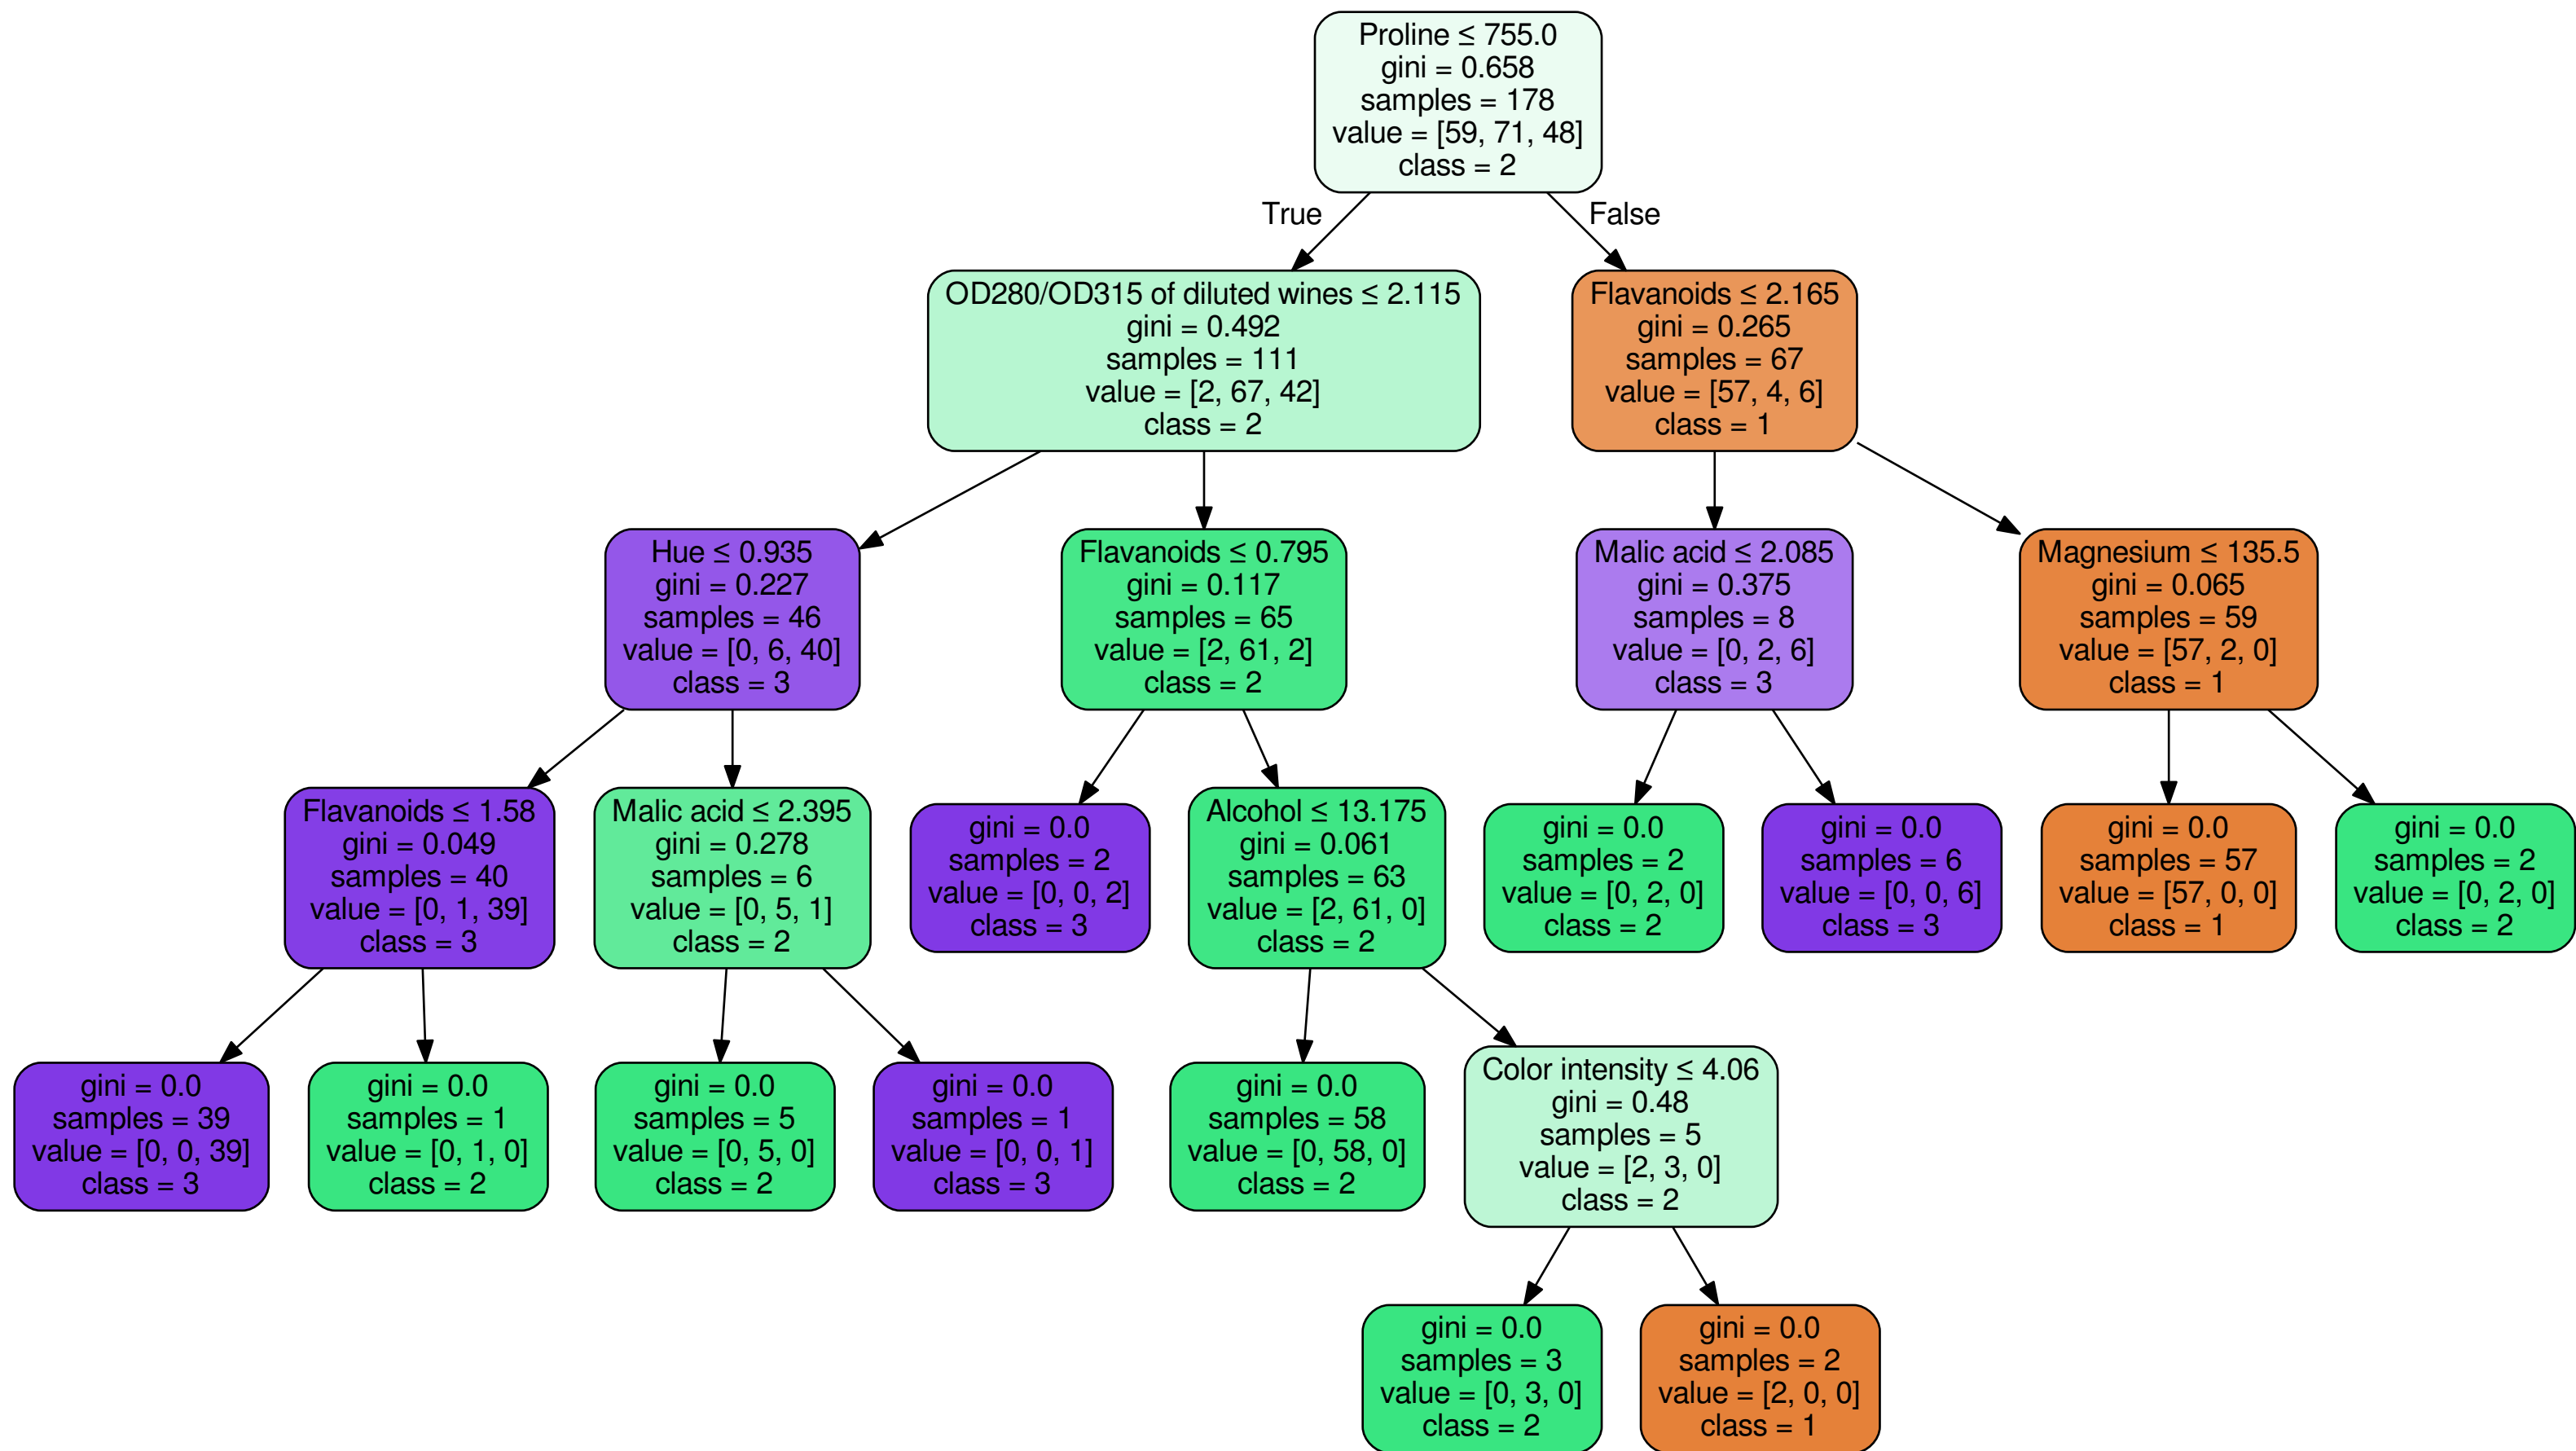 Proline ≤ 755.0
gini = 0.658
samples = 178
value = [59, 71, 48]
class = 2
True
False
OD280/OD315 of diluted wines ≤ 2.115
gini = 0.492
samples = 111
value = [2, 67, 42]
class = 2
Flavanoids ≤ 2.165
gini = 0.265
samples = 67
value = [57, 4, 6]
class = 1
Hue ≤ 0.935
gini = 0.227
samples = 46
value = [0, 6, 40]
class = 3
Flavanoids ≤ 0.795
gini = 0.117
samples = 65
value = [2, 61, 2]
class = 2
Malic acid ≤ 2.085
gini = 0.375
samples = 8
value = [0, 2, 6]
class = 3
Magnesium ≤ 135.5
gini = 0.065
samples = 59
value = [57, 2, 0]
class = 1
Flavanoids ≤ 1.58
gini = 0.049
samples = 40
value = [0, 1, 39]
class = 3
Malic acid ≤ 2.395
gini = 0.278
samples = 6
value = [0, 5, 1]
class = 2
gini = 0.0
samples = 2
value = [0, 0, 2]
class = 3
Alcohol ≤ 13.175
gini = 0.061
samples = 63
value = [2, 61, 0]
class = 2
gini = 0.0
samples = 2
value = [0, 2, 0]
class = 2
gini = 0.0
samples = 6
value = [0, 0, 6]
class = 3
gini = 0.0
samples = 57
value = [57, 0, 0]
class = 1
gini = 0.0
samples = 2
value = [0, 2, 0]
class = 2
gini = 0.0
samples = 39
value = [0, 0, 39]
class = 3
gini = 0.0
samples = 1
value = [0, 1, 0]
class = 2
gini = 0.0
samples = 5
value = [0, 5, 0]
class = 2
gini = 0.0
samples = 1
value = [0, 0, 1]
class = 3
gini = 0.0
samples = 58
value = [0, 58, 0]
class = 2
Color intensity ≤ 4.06
gini = 0.48
samples = 5
value = [2, 3, 0]
class = 2
gini = 0.0
samples = 3
value = [0, 3, 0]
class = 2
gini = 0.0
samples = 2
value = [2, 0, 0]
class = 1